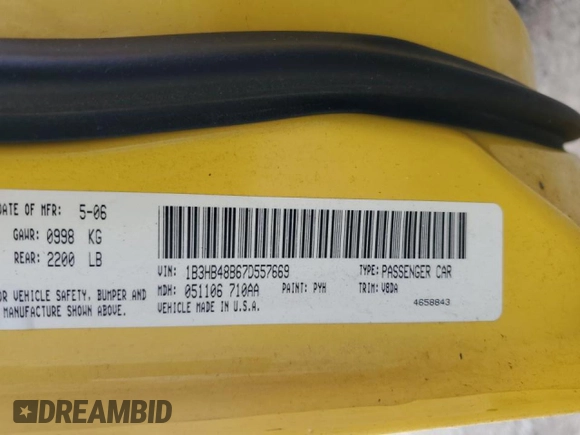 DATE OF MFR: 5-06
GAWR: 0998 KG
REAR: 2200 LB
OR VEHICLE SAFETY, BUMPER AND
MANUFACTURE SHOWN ABOVE.
VIN: 1B3HB48B67D557669
TYPE: PASSENGER CAR
MDH: 051106 710AA
PAINT: PYH
TRIM: V8DA
VEHICLE MADE IN U.S.A.
4658843
DREAMBID